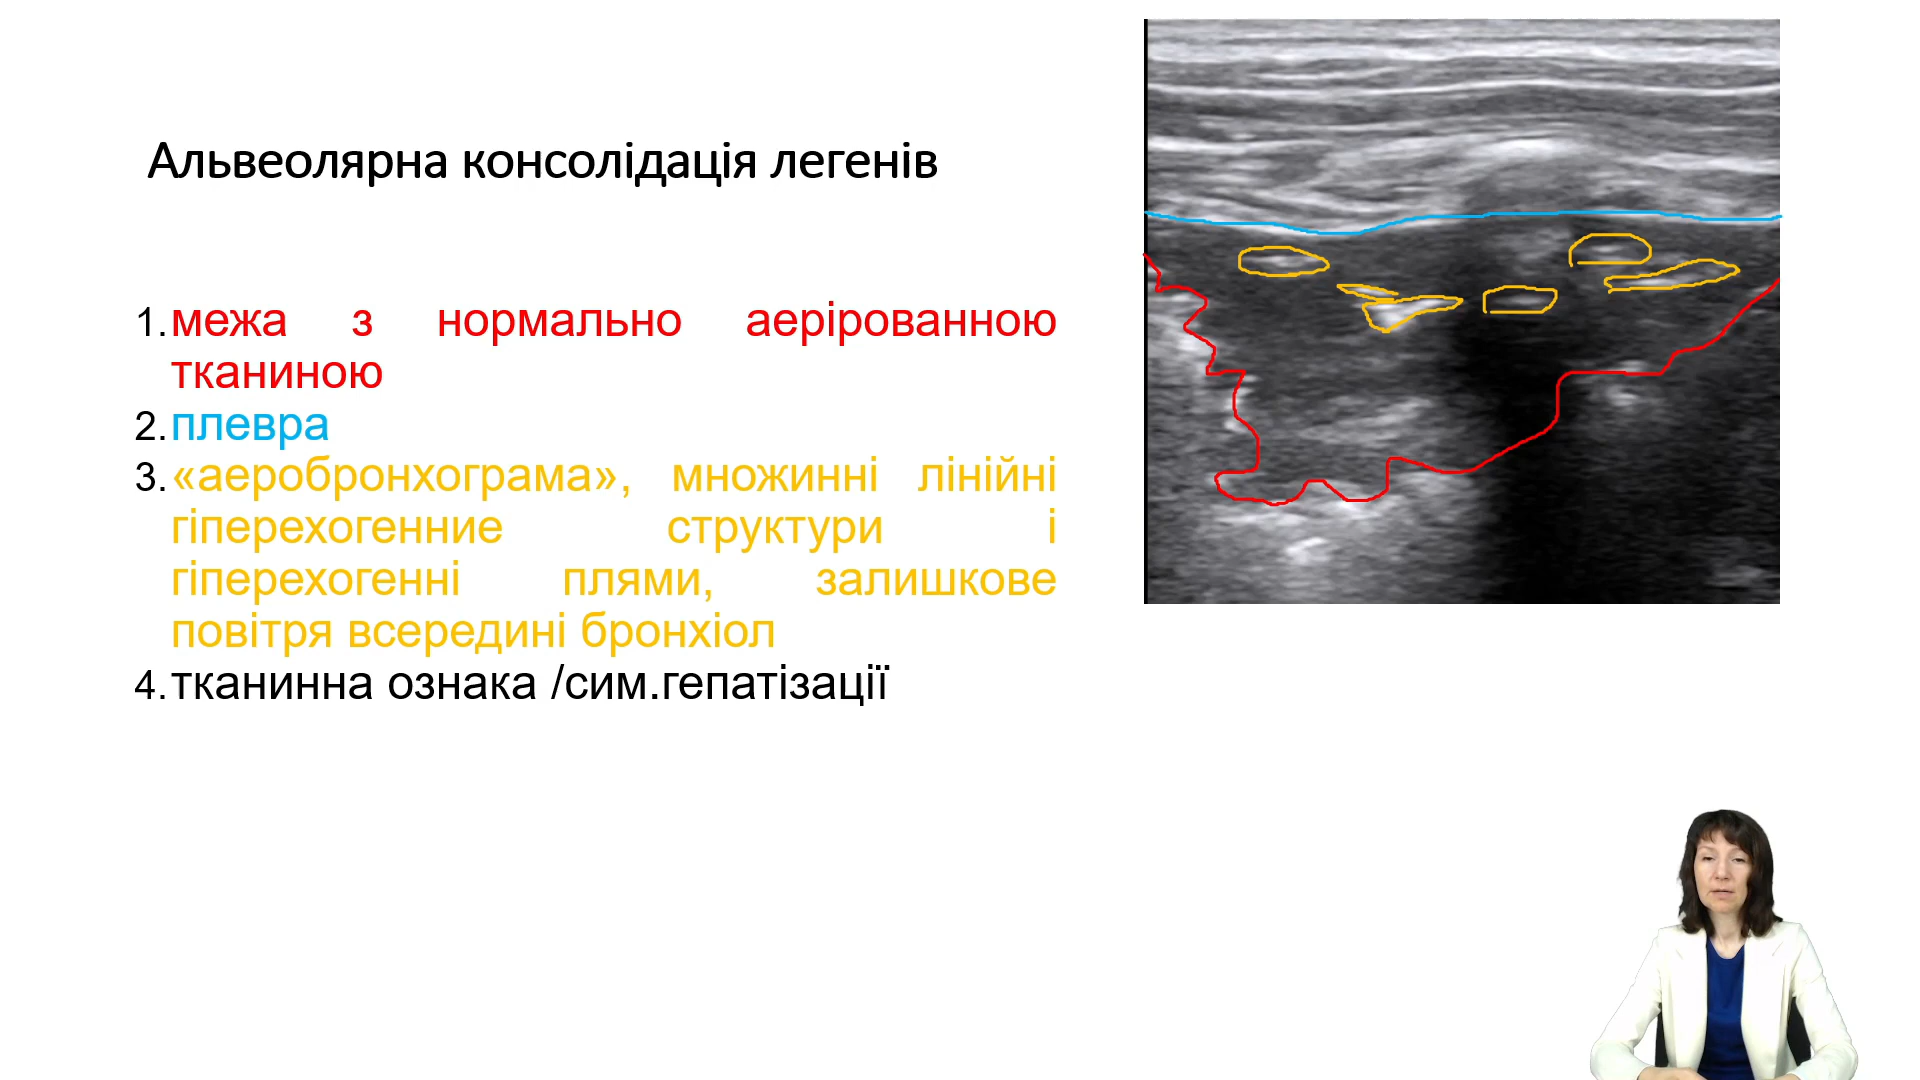 Альвеолярна консолідація легенів
1. межа з нормально аерірованною
тканиною
2. плевра
3. «аеробронхограма», множинні лінійні
гіперехогенние структури і
гіперехогенні плями, залишкове
повітря всередині бронхіол
4. тканинна ознака /сим.гепатізації